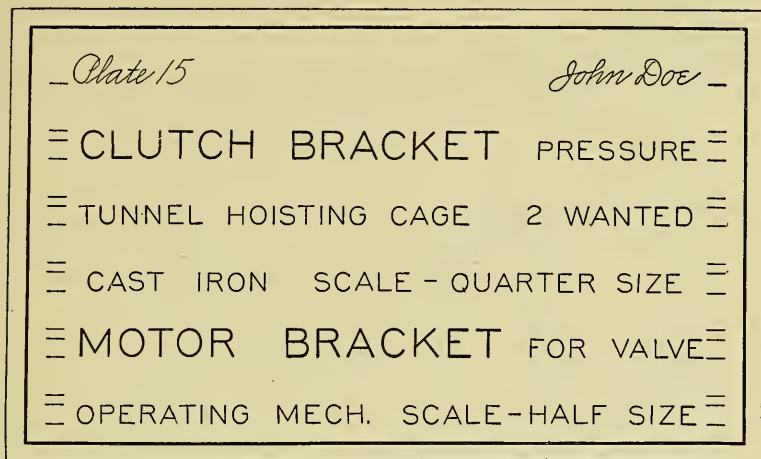 Plate 15 John Doe
CLUTCH BRACKET PRESSURE
TUNNEL HOISTING CAGE 2 WANTED
CAST IRON SCALE - QUARTER SIZE
MOTOR BRACKET FOR VALVE
OPERATING MECH. SCALE-HALF SIZE